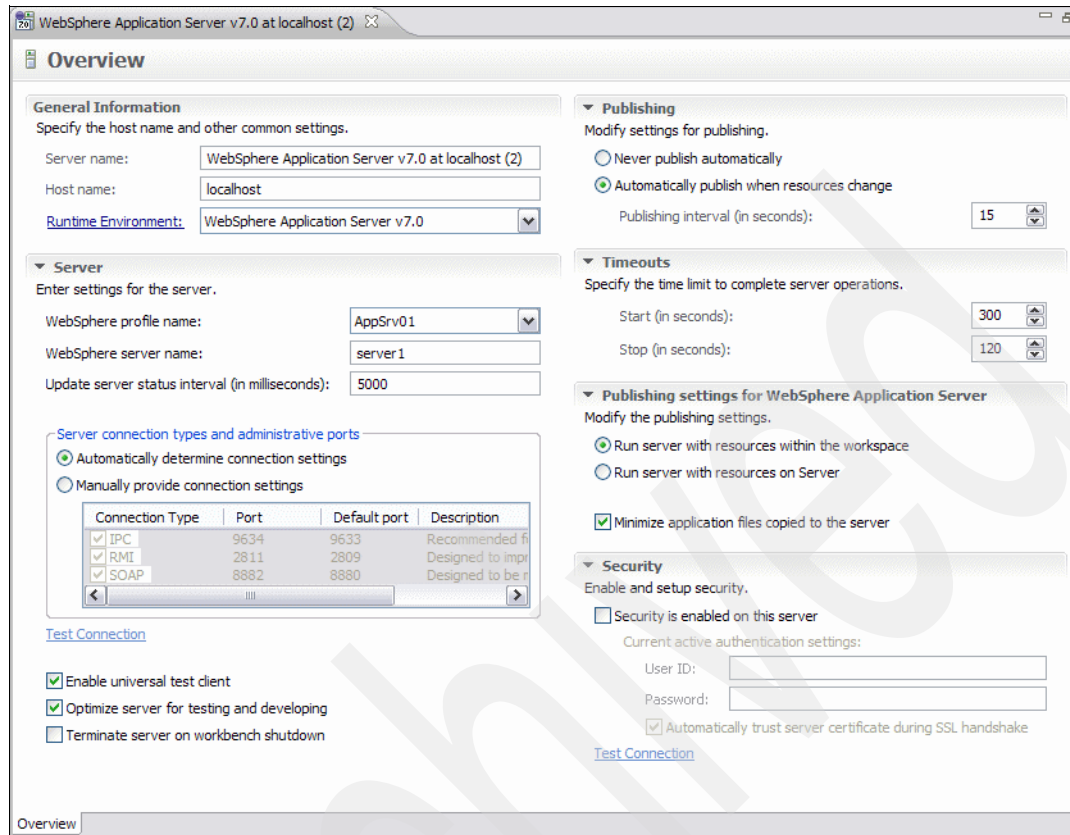 WebSphere Application Server v7.0 at localhost (2)
Overview
General Information
Specify the host name and other common settings.
Server name: WebSphere Application Server v7.0 at localhost (2)
Host name: localhost
Runtime Environment: WebSphere Application Server v7.0
Server
Enter settings for the server.
WebSphere profile name: AppSrv01
WebSphere server name: server1
Update server status interval (in milliseconds): 5000
Server connection types and administrative ports
Automatically determine connection settings
Manually provide connection settings
Connection Type Port Default port Description
IPC 9634 9633 Recommended
RMI 2811 2809 Designed to impr
SOAP 8882 8880 Designed to be r
Test Connection
Enable universal test client
Optimize server for testing and developing
Terminate server on workbench shutdown
Publishing
Modify settings for publishing.
Never publish automatically
Automatically publish when resources change
Publishing interval (in seconds): 15
Timeouts
Specify the time limit to complete server operations.
Start (in seconds): 300
Stop (in seconds): 120
Publishing settings for WebSphere Application Server
Modify the publishing settings.
Run server with resources within the workspace
Run server with resources on Server
Minimize application files copied to the server
Security
Enable and setup security.
Security is enabled on this server
Current active authentication settings:
User ID:
Password:
Automatically trust server certificate during SSL handshake
Test Connection
Overview